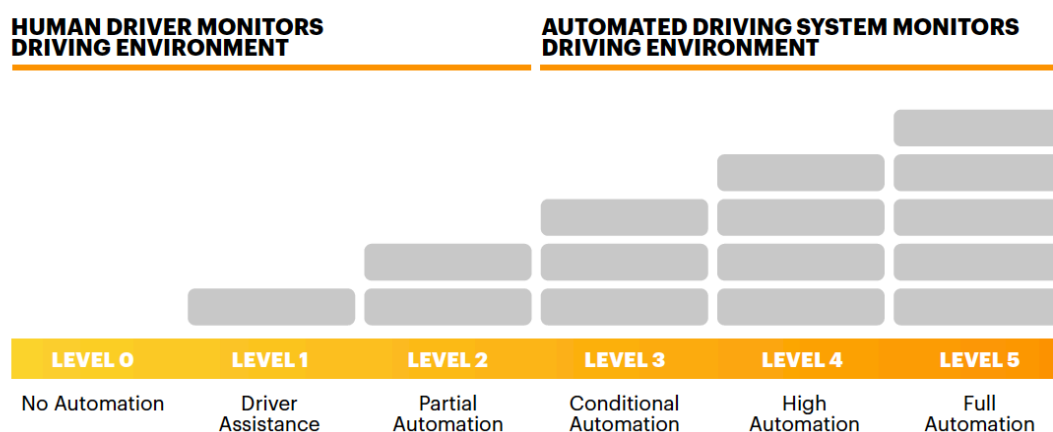 HUMAN DRIVER MONITORS
DRIVING ENVIRONMENT
AUTOMATED DRIVING SYSTEM MONITORS
DRIVING ENVIRONMENT
LEVEL 0
LEVEL 1
LEVEL 2
LEVEL 3
LEVEL 4
LEVEL 5
No Automation
Driver
Assistance
Partial
Automation
Conditional
Automation
High
Automation
Full
Automation